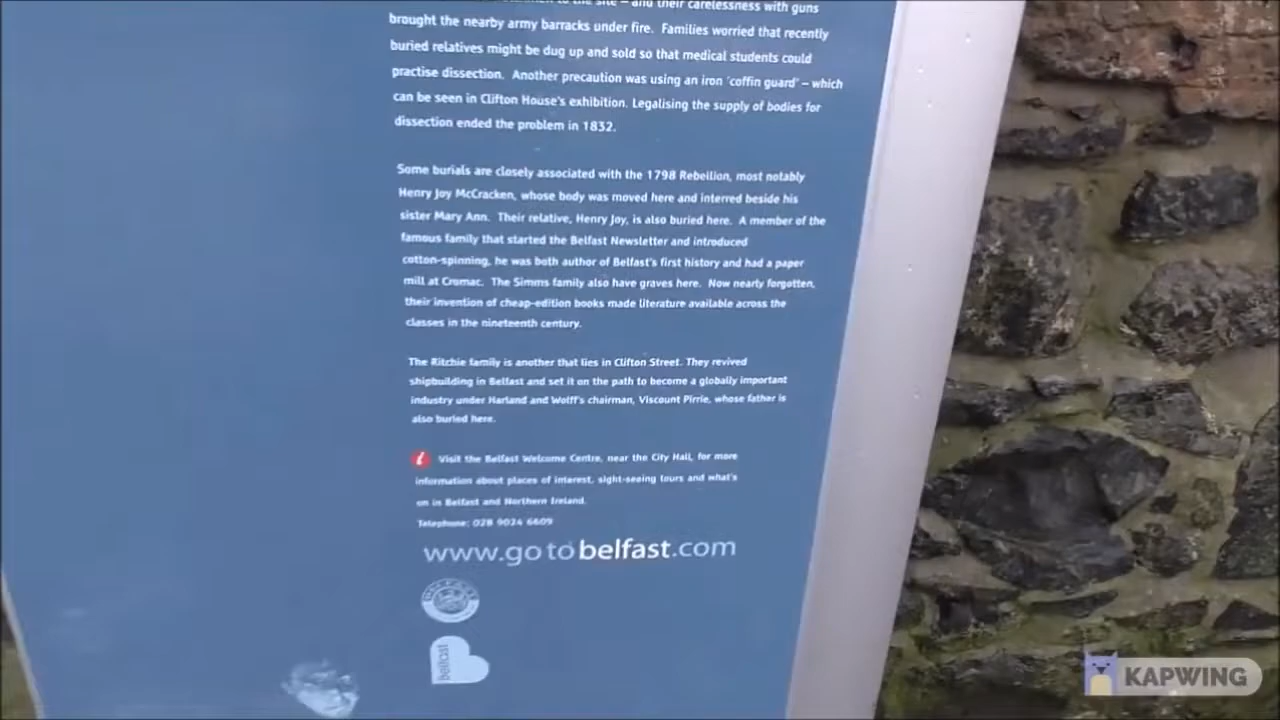 to the site – and their carelessness with guns
brought the nearby army barracks under fire. Families worried that recently
buried relatives might be dug up and sold so that medical students could
practise dissection. Another precaution was using an iron 'coffin guard' – which
can be seen in Clifton House's exhibition. Legalising the supply of bodies for
dissection ended the problem in 1832.
Some burials are closely associated with the 1798 Rebellion, most notably
Henry Joy McCracken, whose body was moved here and interred beside his
sister Mary Ann. Their relative, Henry Joy, is also buried here. A member of the
famous family that started the Belfast Newsletter and introduced
cotton-spinning, he was both author of Belfast's first history and had a paper
mill at Cromac. The Simms family also have graves here. Now nearly forgotten,
their invention of cheap-edition books made literature available across the
classes in the nineteenth century.
The Ritchie family is another that lies in Clifton Street. They revived
shipbuilding in Belfast and set it on the path to become a globally important
industry under Harland and Wolff's chairman, Viscount Pirrie, whose father is
also buried here.
i Visit the Belfast Welcome Centre, near the City Hall, for more
information about places of interest, sight-seeing tours and what's
on in Belfast and Northern Ireland.
Telephone: 028 9024 6609
www.gotobelfast.com
belfast
KAPWING